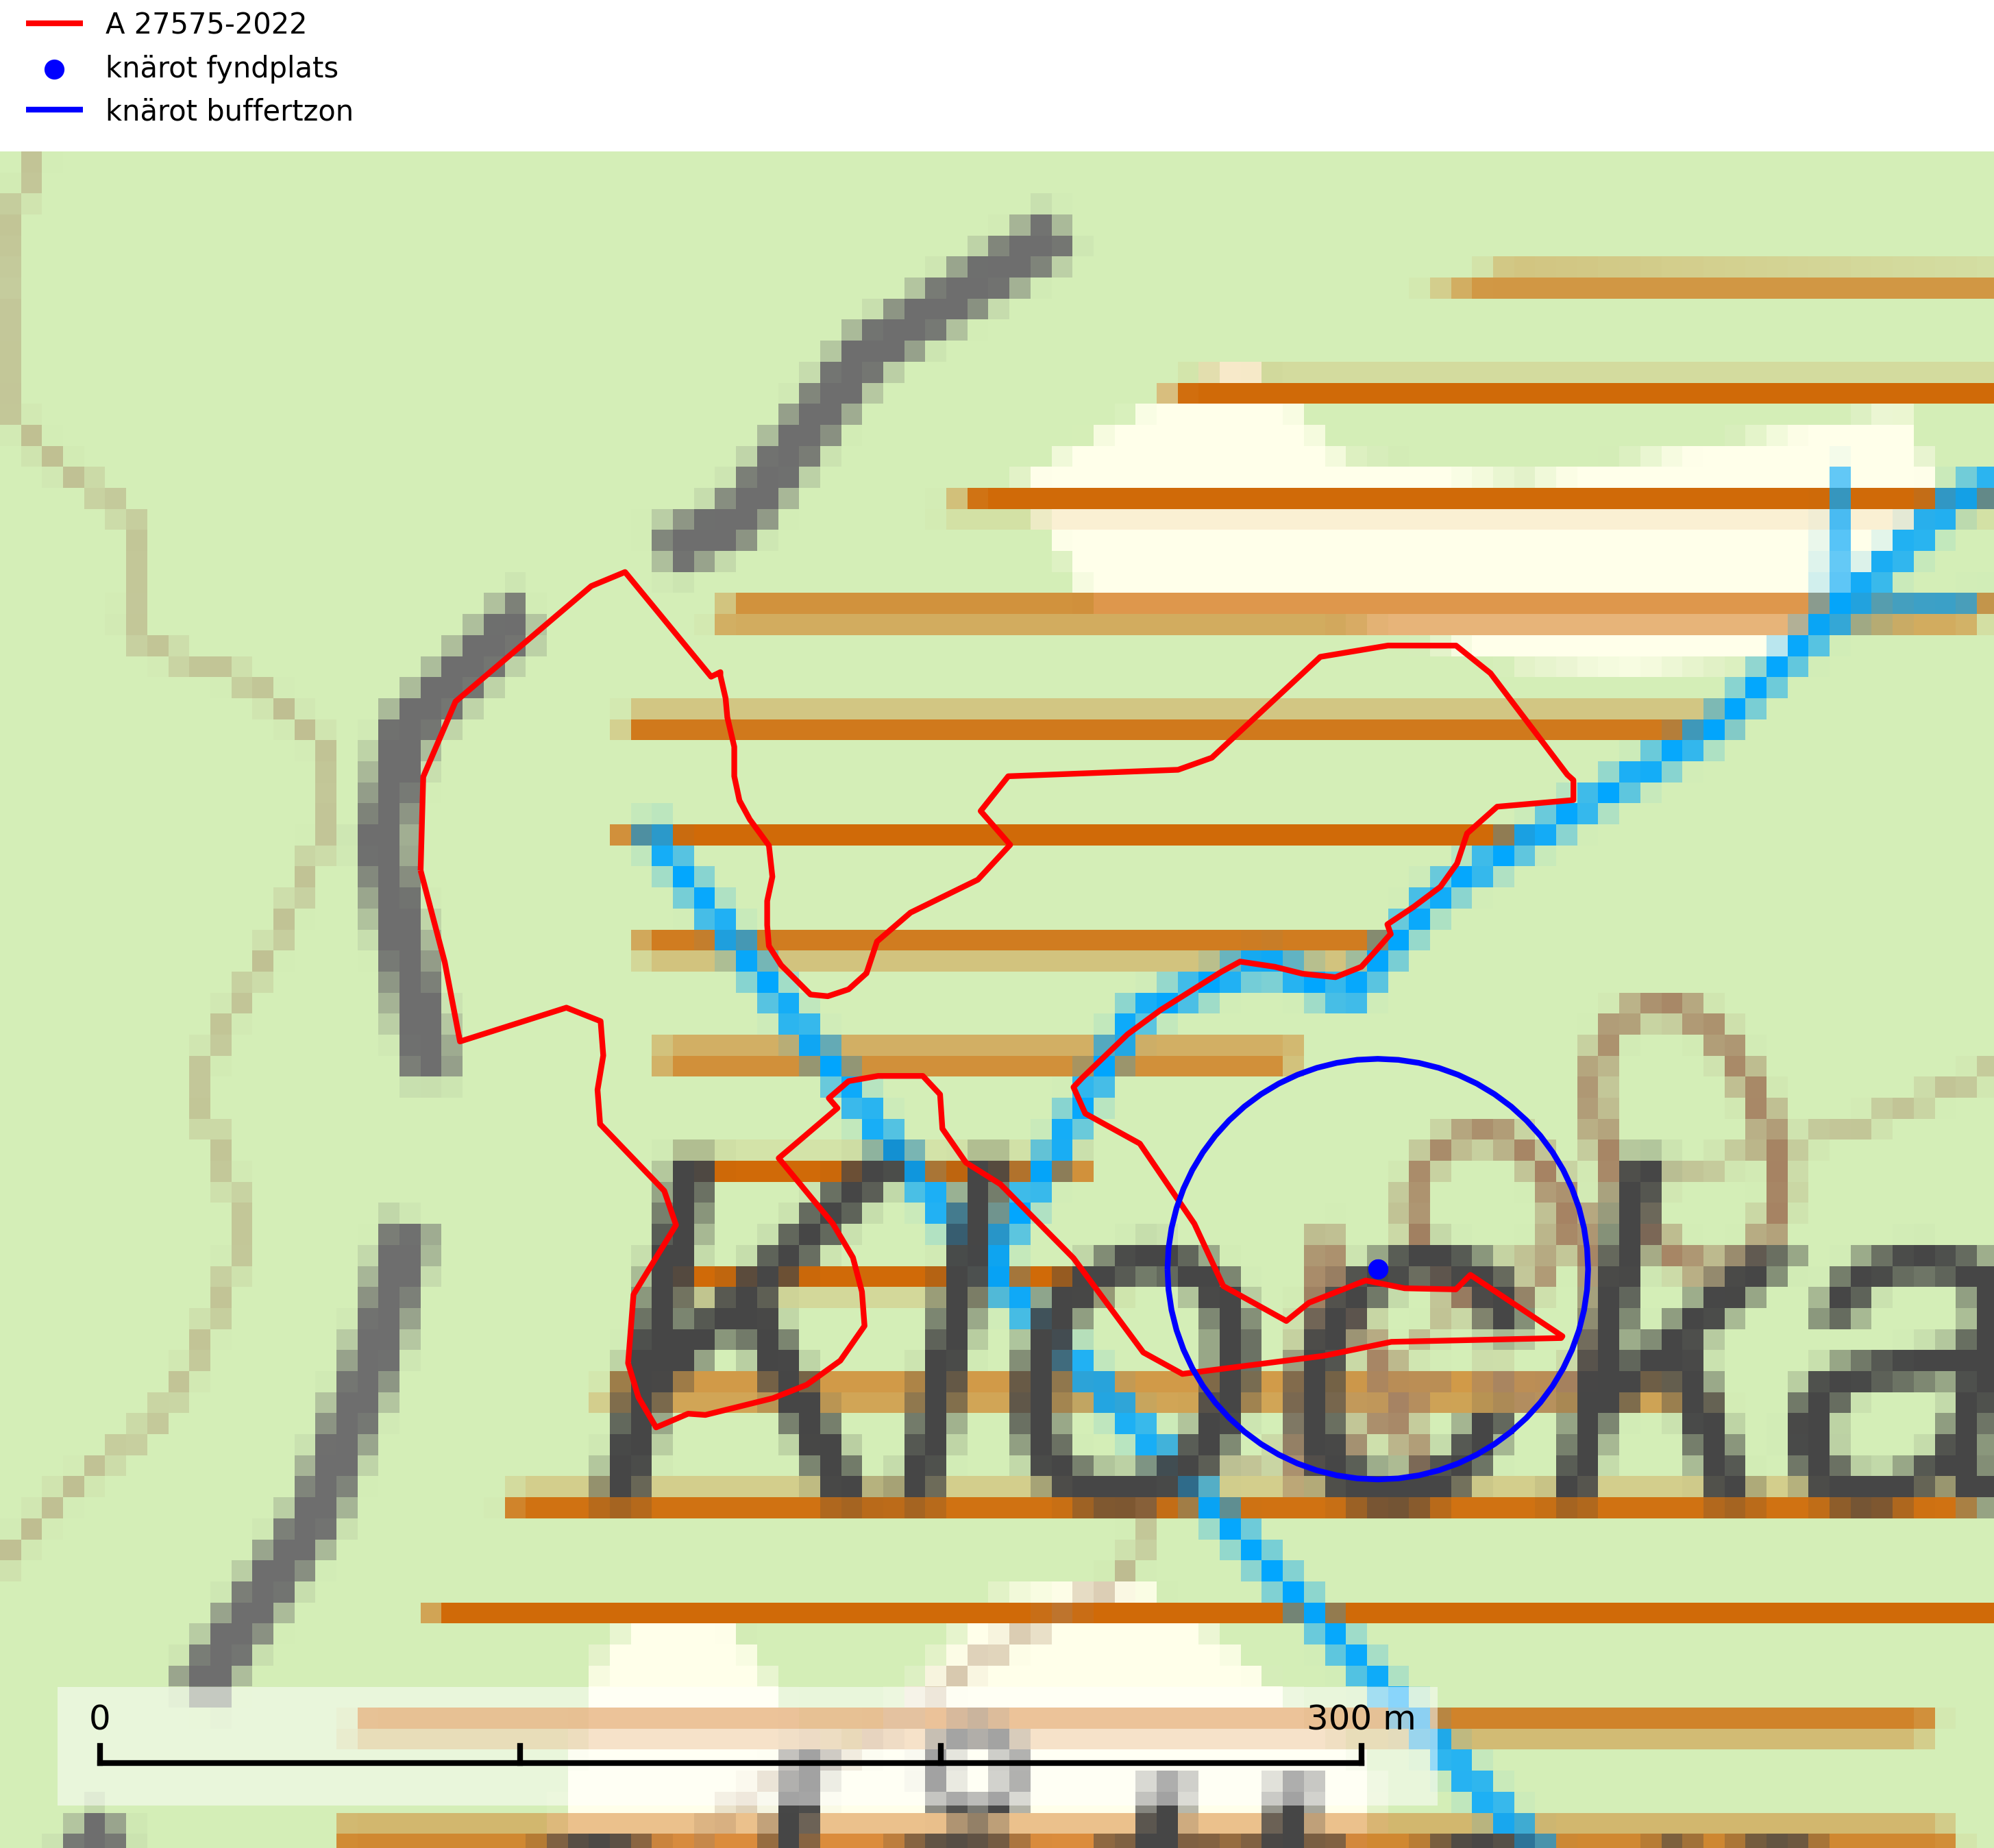 A 27575-2022
knärot fyndplats
knärot buffertzon
0
300 m